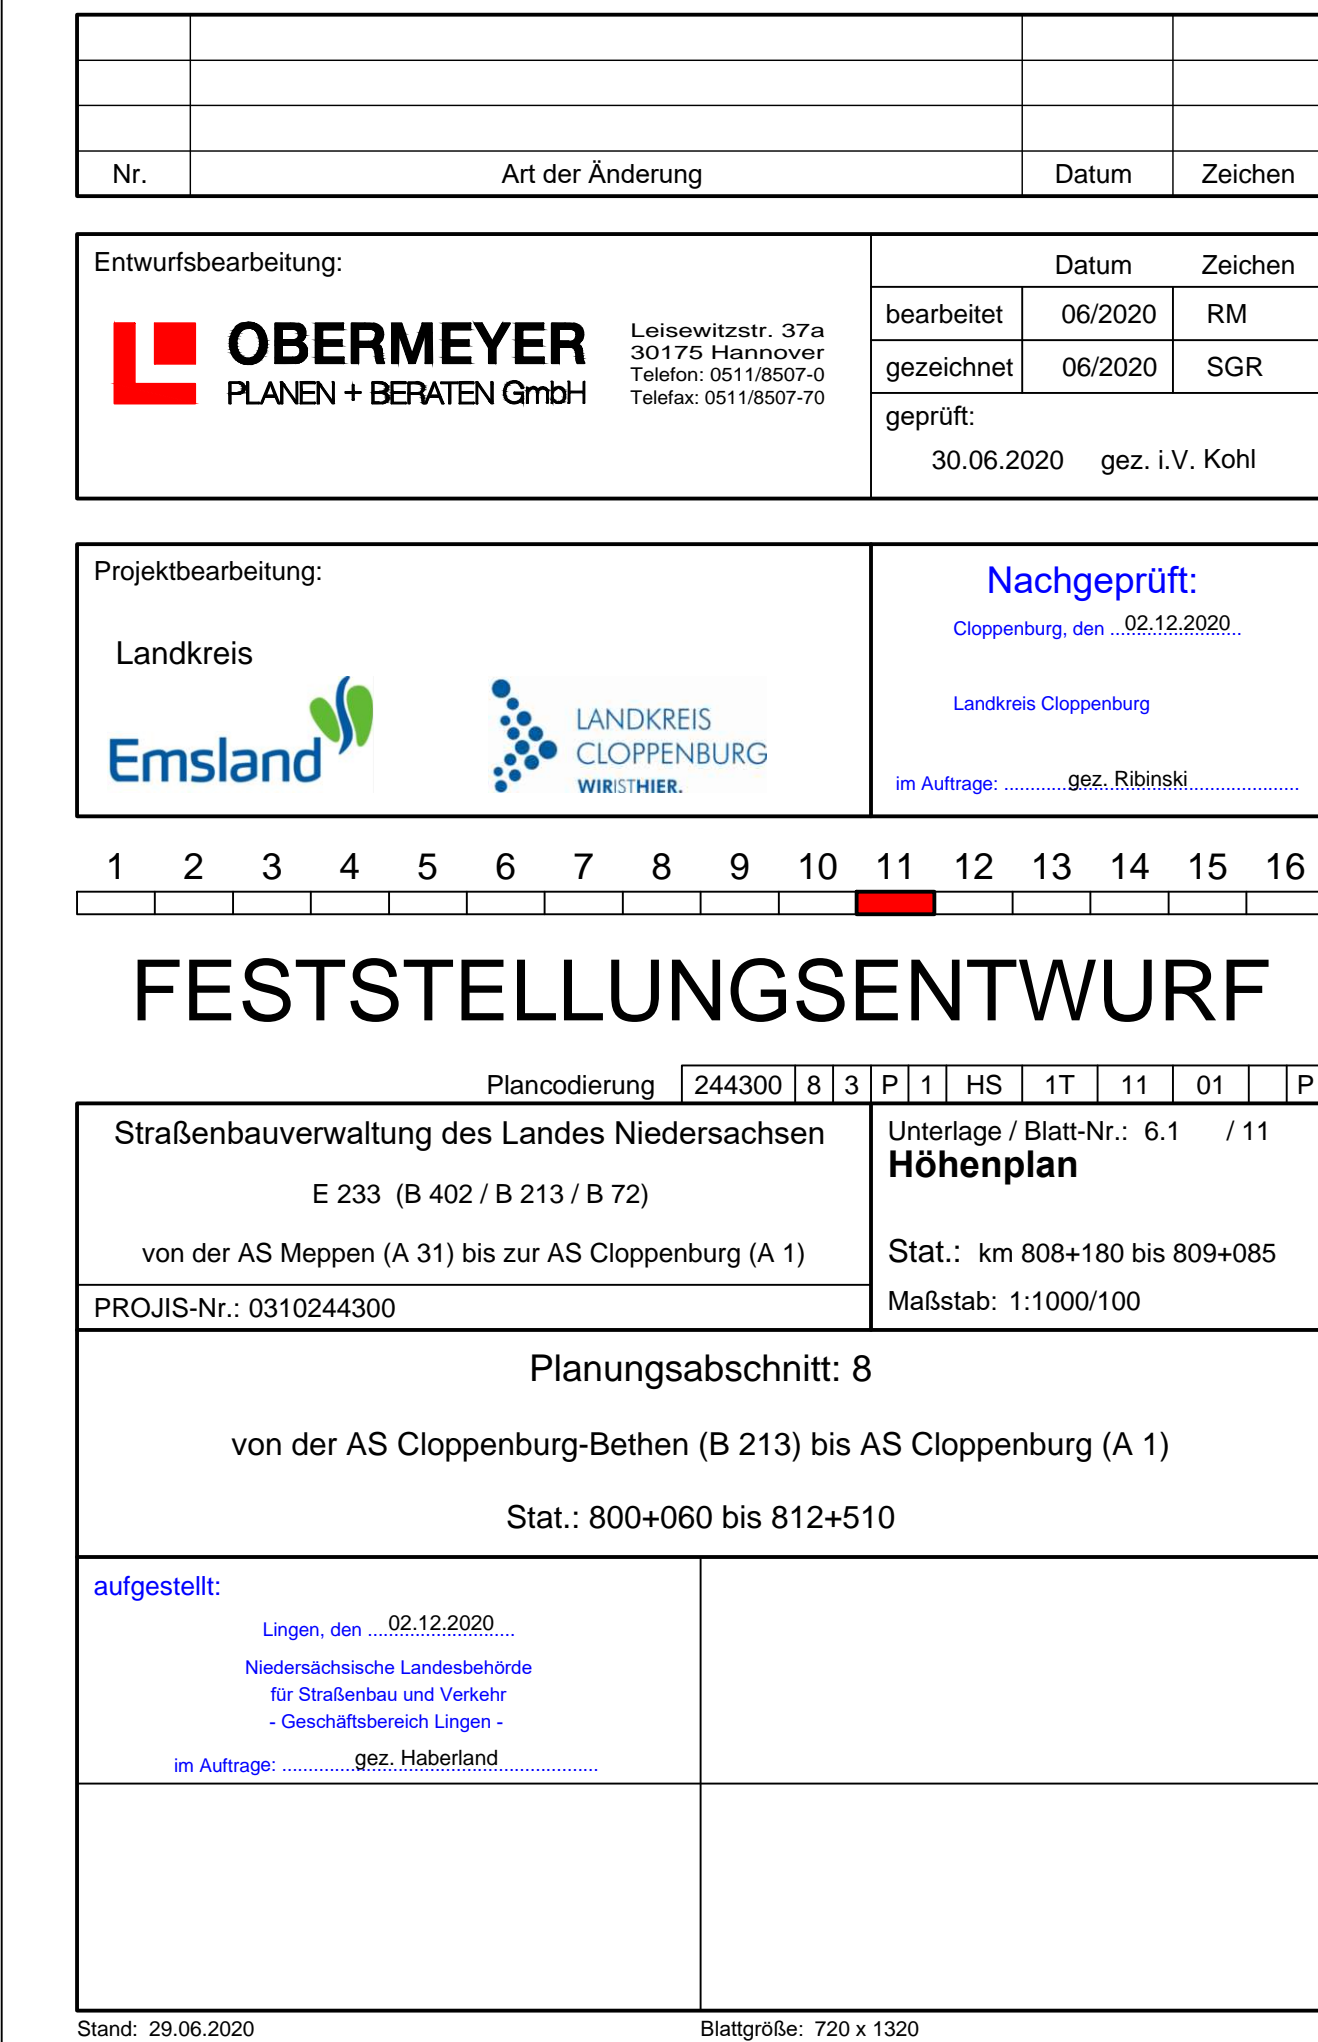 Nr. Art der Änderung Datum Zeichen
Entwurfsbearbeitung:
OBERMEYER
PLANEN + BERATEN GmbH
Leisewitzstr. 37a
30175 Hannover
Telefon: 0511/8507-0
Telefax: 0511/8507-70
Datum Zeichen
bearbeitet 06/2020 RM
gezeichnet 06/2020 SGR
geprüft:
30.06.2020 gez. i.V. Kohl
Projektbearbeitung:
Landkreis
Emsland
LANDKREIS
CLOPPENBURG
WIRISTHIER.
Nachgeprüft:
Cloppenburg, den 02.12.2020
Landkreis Cloppenburg
im Auftrage: gez. Ribinski
1 2 3 4 5 6 7 8 9 10 11 12 13 14 15 16
FESTSTELLUNGSENTWURF
Plancodierung 244300 8 3 P 1 HS 1T 11 01 P
Straßenbauverwaltung des Landes Niedersachsen
E 233 (B 402 / B 213 / B 72)
von der AS Meppen (A 31) bis zur AS Cloppenburg (A 1)
PROJIS-Nr.: 0310244300
Unterlage / Blatt-Nr.: 6.1 / 11
Höhenplan
Stat.: km 808+180 bis 809+085
Maßstab: 1:1000/100
Planungsabschnitt: 8
von der AS Cloppenburg-Bethen (B 213) bis AS Cloppenburg (A 1)
Stat.: 800+060 bis 812+510
aufgestellt:
Lingen, den 02.12.2020
Niedersächsische Landesbehörde
für Straßenbau und Verkehr
- Geschäftsbereich Lingen -
im Auftrage: gez. Haberland
Stand: 29.06.2020 Blattgröße: 720 x 1320